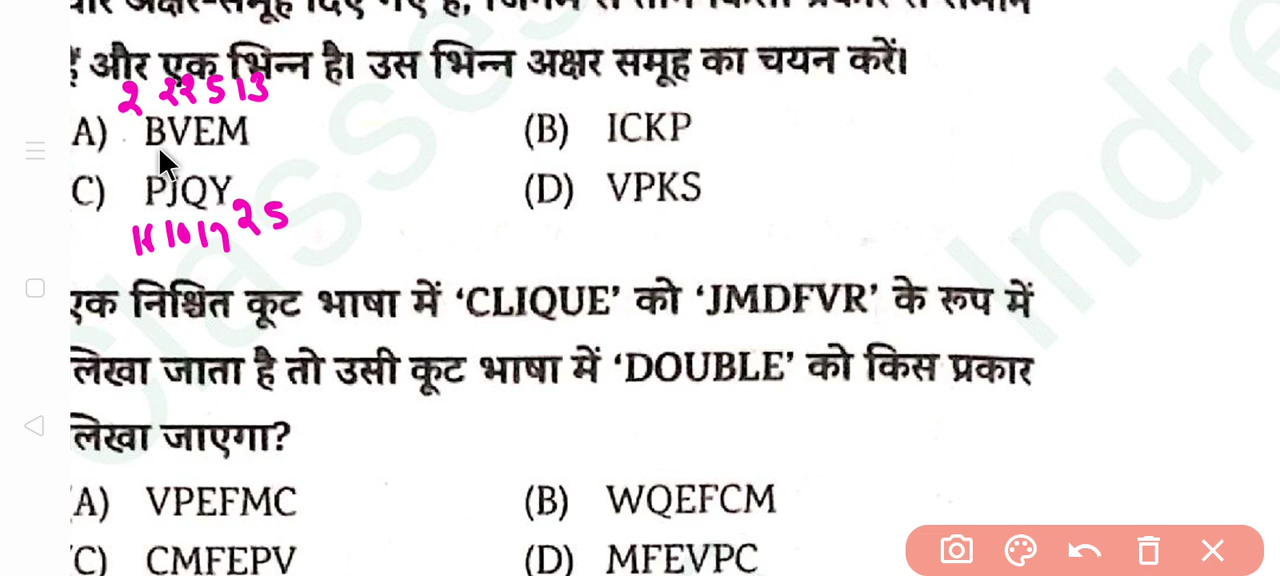 और एक भिन्न है। उस भिन्न अक्षर समूह का चयन करें।
2 22 5 13
A) BVEM (B) ICKP
C) PJQY (D) VPKS
10 17 25
एक निश्चित कूट भाषा में ‘CLIQUE’ को ‘JMDFVR’ के रूप में
लिखा जाता है तो उसी कूट भाषा में ‘DOUBLE’ को किस प्रकार
लिखा जाएगा?
A) VPEFMC (B) WQEFCM
C) CMFEPV (D) MFEVPC